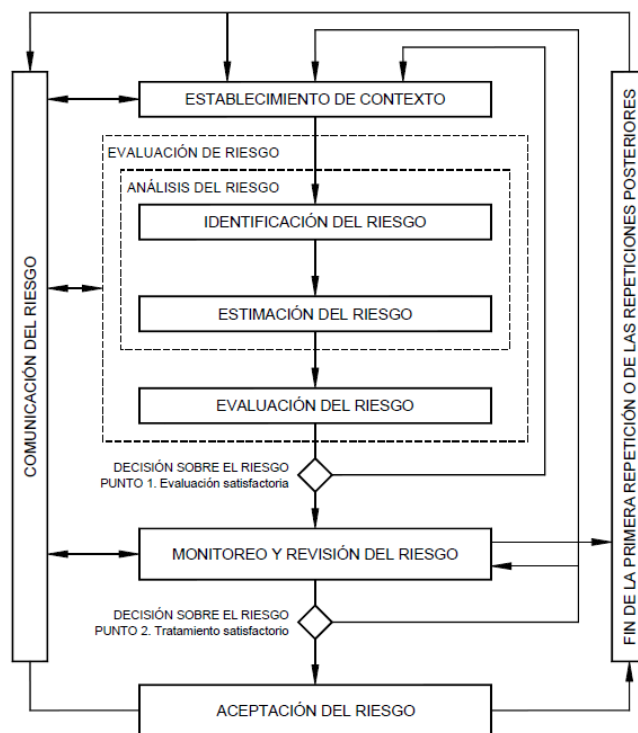 ESTABLECIMIENTO DE CONTEXTO
EVALUACIÓN DE RIESGO
ANÁLISIS DEL RIESGO
IDENTIFICACIÓN DEL RIESGO
ESTIMACIÓN DEL RIESGO
EVALUACIÓN DEL RIESGO
DECISIÓN SOBRE EL RIESGO
PUNTO 1. Evaluación satisfactoria
MONITOREO Y REVISIÓN DEL RIESGO
DECISIÓN SOBRE EL RIESGO
PUNTO 2. Tratamiento satisfactorio
ACEPTACIÓN DEL RIESGO
COMUNICACIÓN DEL RIESGO
FIN DE LA PRIMERA REPETICIÓN O DE LAS REPETICIONES POSTERIORES